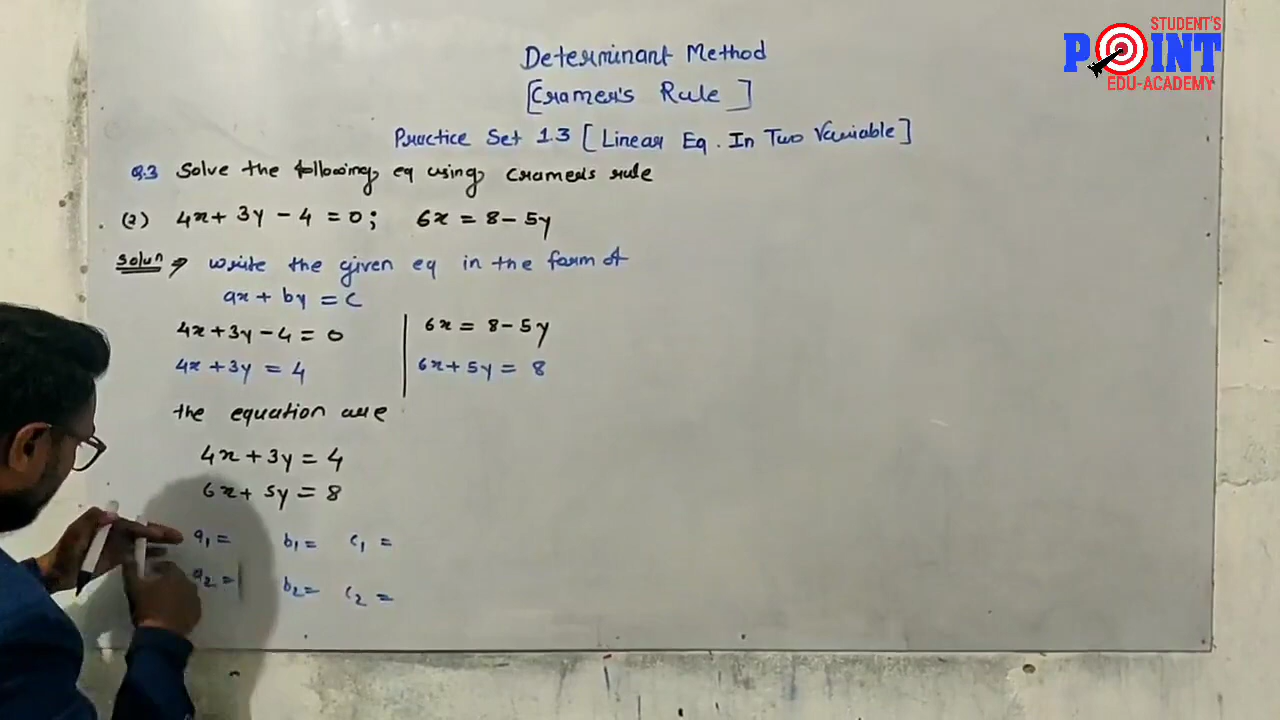 STUDENT'S
POINT
EDU-ACADEMY
Determinant Method
[Cramer's Rule]
Practice Set 1.3 [Linear Eq. In Two Variable]
Q.3 Solve the following eq using cramer's rule
(2) 4x + 3y - 4 = 0; 6x = 8 - 5y
Solun ⇒ write the given eq in the form of
ax + by = c
4x + 3y - 4 = 0 | 6x = 8 - 5y
4x + 3y = 4 | 6x + 5y = 8
the equation are
4x + 3y = 4
6x + 5y = 8
a₁ = b₁ = c₁ =
a₂ = b₂ = c₂ =